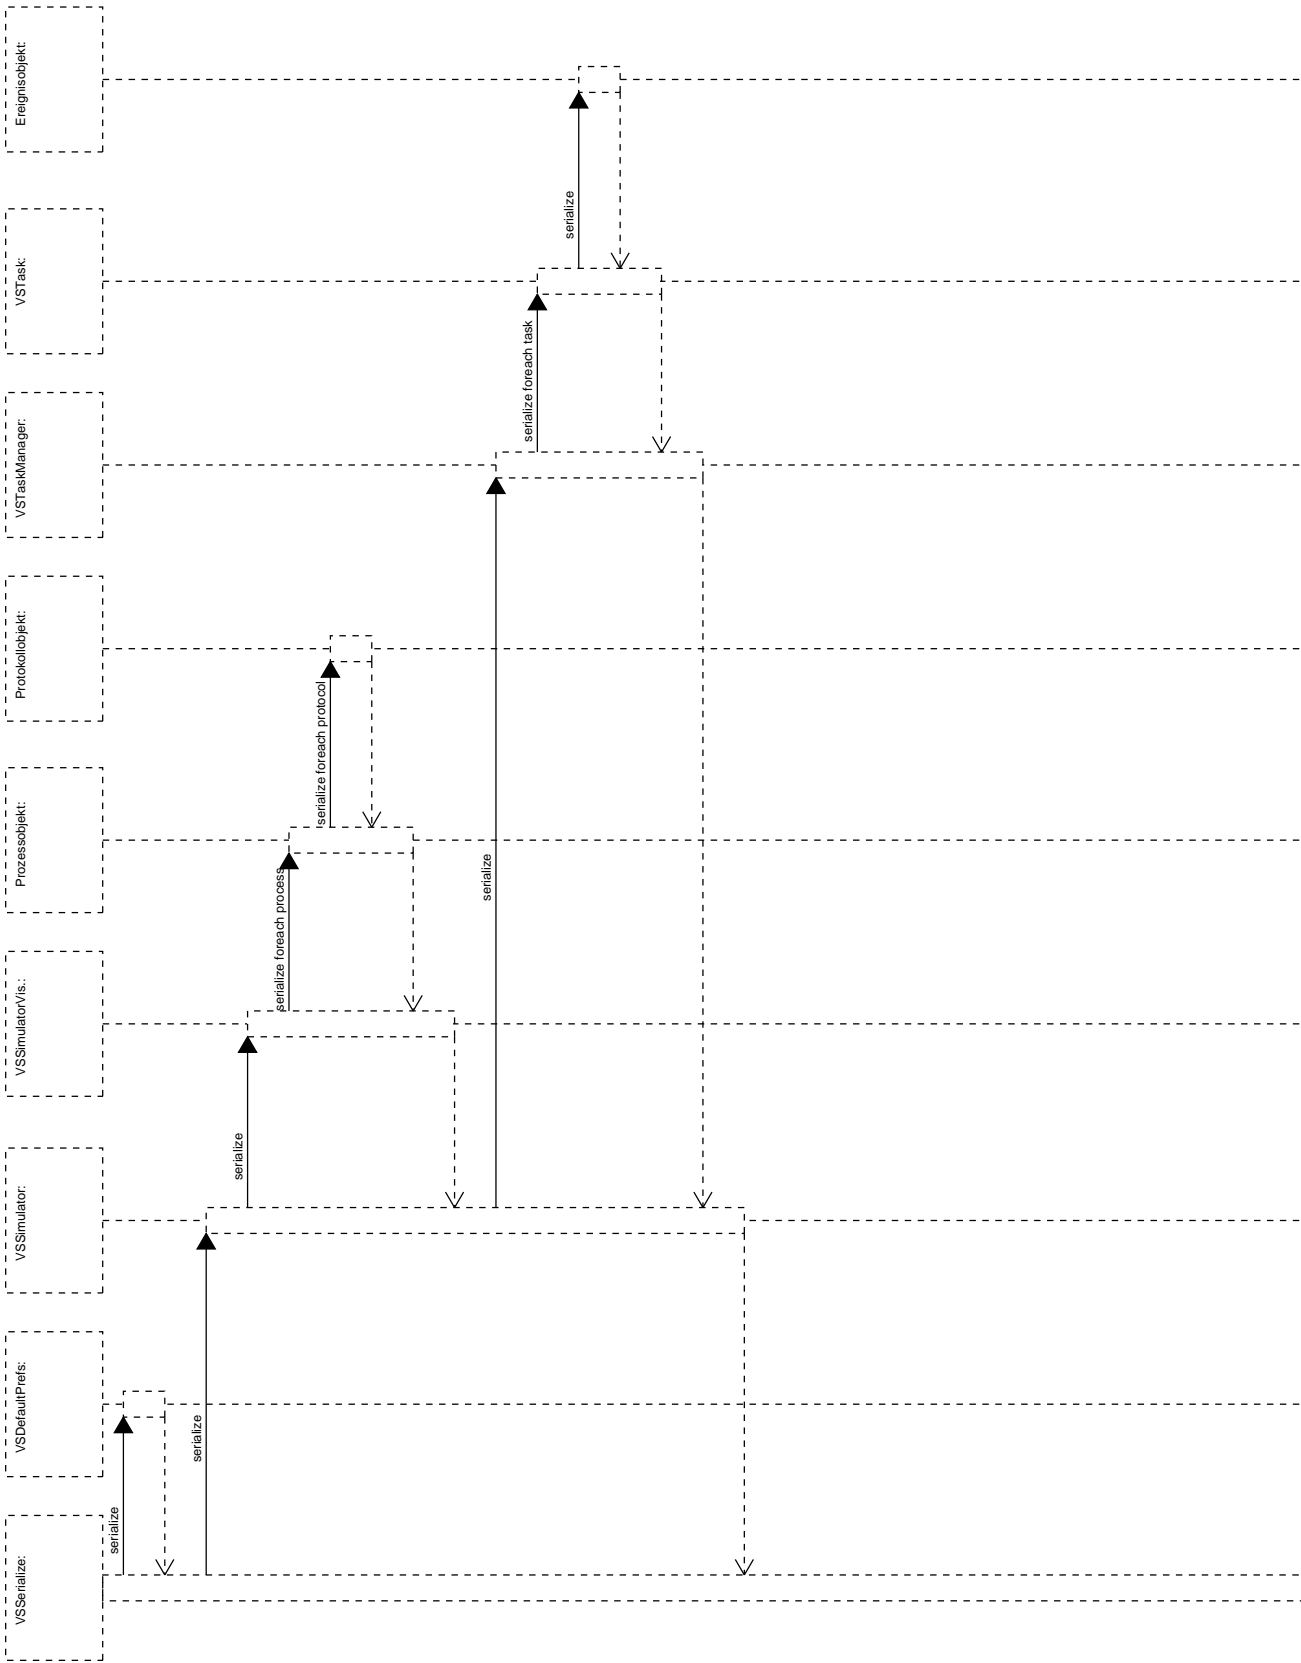 VSSerialize:
VSDefaultPrefs:
VSSimulator:
VSSimulatorVis.:
Prozessobjekt:
Protokollobjekt:
VSTaskManager:
VSTask:
Ereignisobjekt:
serialize
serialize
serialize
serialize foreach process
serialize foreach protocol
serialize
serialize foreach task
serialize